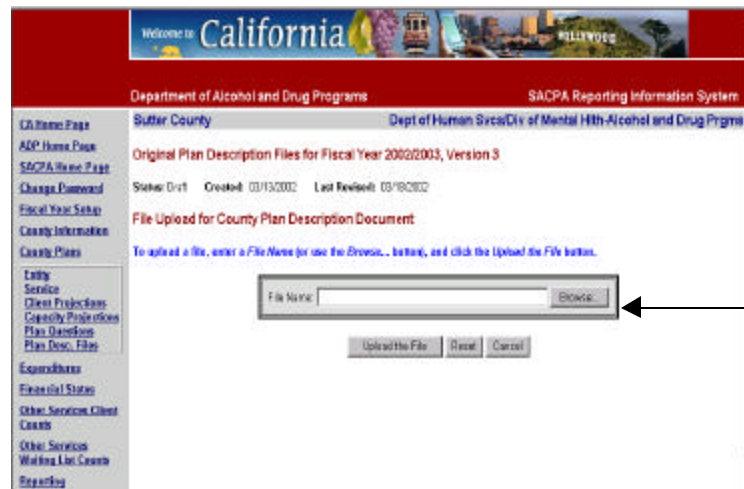 Welcome to California
HOLLYWOOD
Department of Alcohol and Drug Programs SACPA Reporting Information System
Sutter County Dept of Human Svcs/Div of Mental Hlth-Alcohol and Drug Prgms
CA Home Page
ADP Home Page
SACPA Home Page
Change Password
Fiscal Year Setup
County Information
County Plans
Entity
Service
Client Projections
Capacity Projections
Plan Questions
Plan Desc. Files
Expenditures
Financial Status
Other Services Client
Counts
Other Services
Waiting List Counts
Reporting
Original Plan Description Files for Fiscal Year 2002/2003, Version 3
Status: Draft Created: 03/13/2002 Last Revised: 03/18/2002
File Upload for County Plan Description Document
To upload a file, enter a File Name (or use the Browse... button), and click the Upload the File button.
File Name: Browse...
Upload the File Reset Cancel